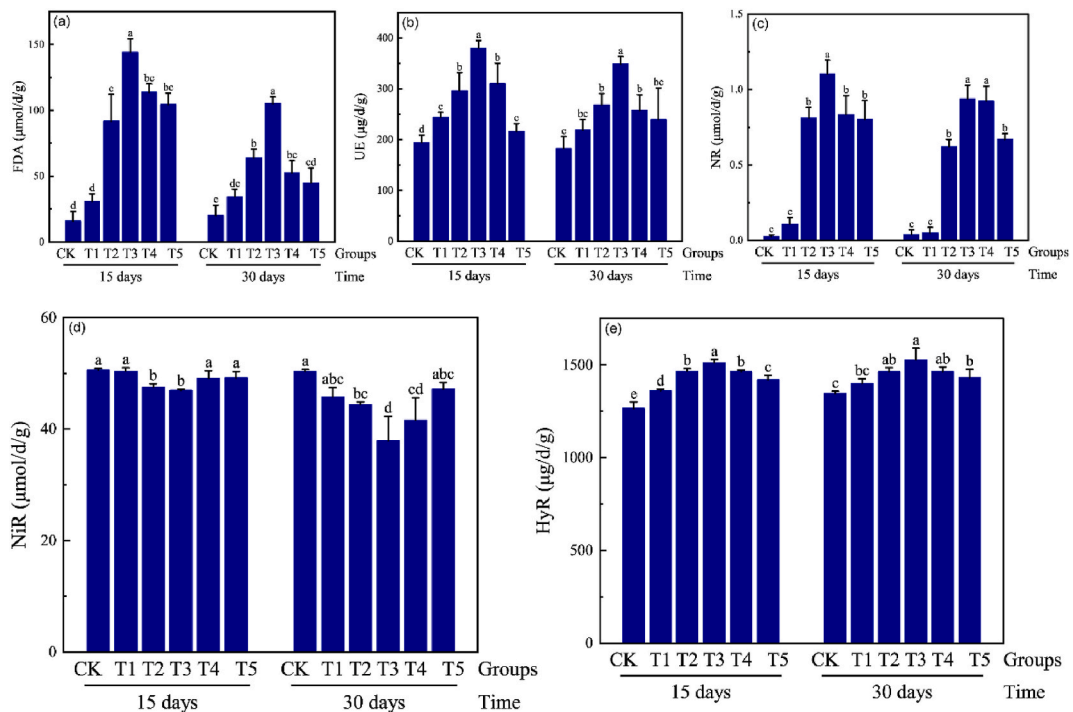 (a)
FDA (μmol/d/g)
150
100
50
0
d d c a bc bc e dc b a cd cd
CK T1 T2 T3 T4 T5 CK T1 T2 T3 T4 T5 Groups
15 days 30 days Time
(b)
UE (μg/d/g)
400
300
200
100
0
d c b a b c c bc b a b bc
CK T1 T2 T3 T4 T5 CK T1 T2 T3 T4 T5 Groups
15 days 30 days Time
(c)
NR (μmol/d/g)
1.5
1.0
0.5
0.0
c c b a b b c c b a a b
CK T1 T2 T3 T4 T5 CK T1 T2 T3 T4 T5 Groups
15 days 30 days Time
(d)
NiR (μmol/d/g)
60
40
20
0
a a b b a a a abc bc d cd abc
CK T1 T2 T3 T4 T5 CK T1 T2 T3 T4 T5 Groups
15 days 30 days Time
(e)
HyR (μg/d/g)
1500
1000
500
0
e d b a b c c bc ab a ab b
CK T1 T2 T3 T4 T5 CK T1 T2 T3 T4 T5 Groups
15 days 30 days Time